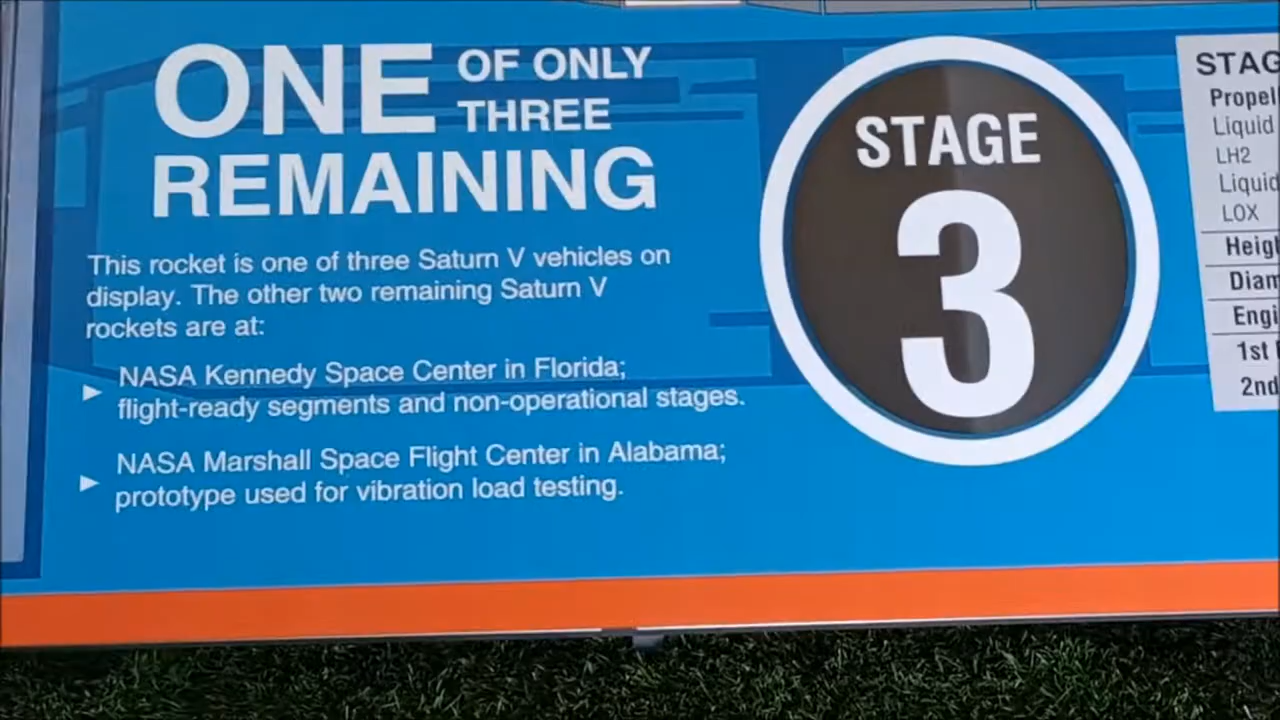 ONE OF ONLY
THREE
REMAINING
This rocket is one of three Saturn V vehicles on
display. The other two remaining Saturn V
rockets are at:
NASA Kennedy Space Center in Florida;
flight-ready segments and non-operational stages.
NASA Marshall Space Flight Center in Alabama;
prototype used for vibration load testing.
STAGE
3
STAG
Propel
Liquid
LH2
Liquid
LOX
Heig
Diam
Engi
1st
2nd